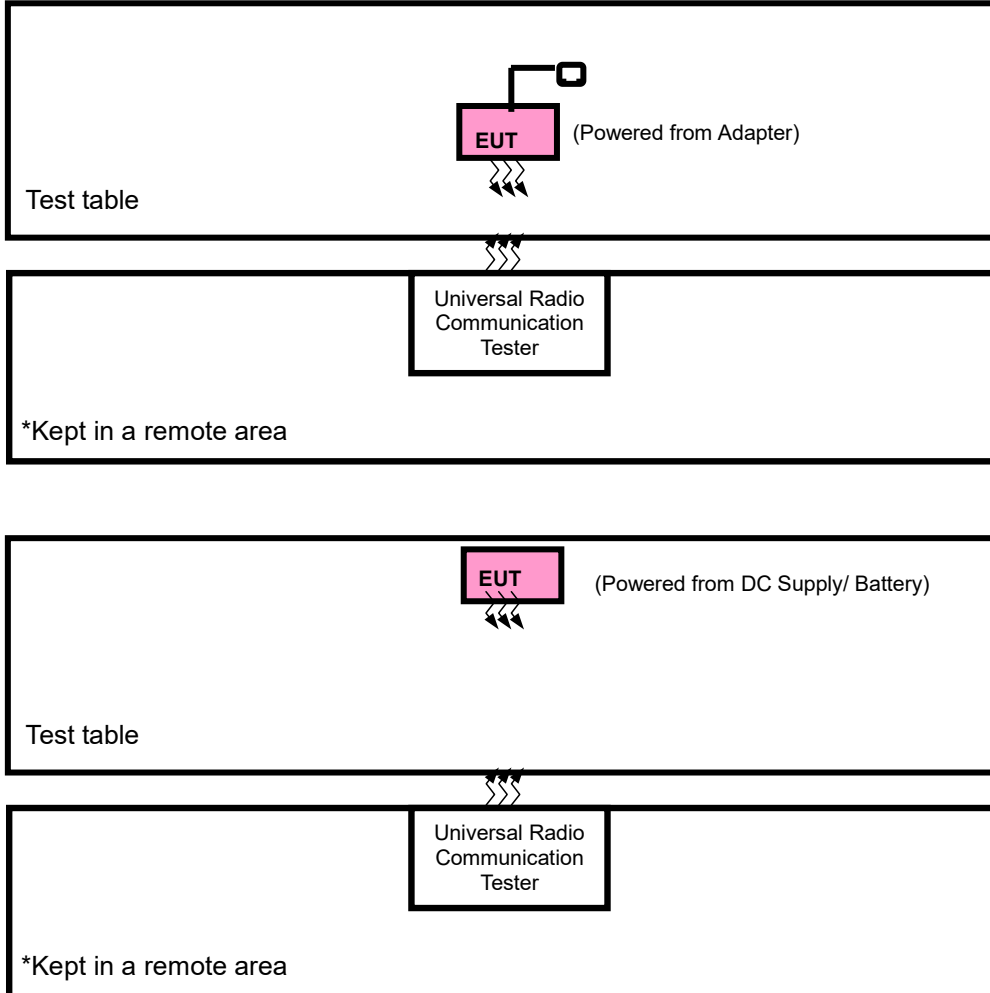 EUT
(Powered from Adapter)
Test table
Universal Radio
Communication
Tester
*Kept in a remote area
EUT
(Powered from DC Supply/ Battery)
Test table
Universal Radio
Communication
Tester
*Kept in a remote area